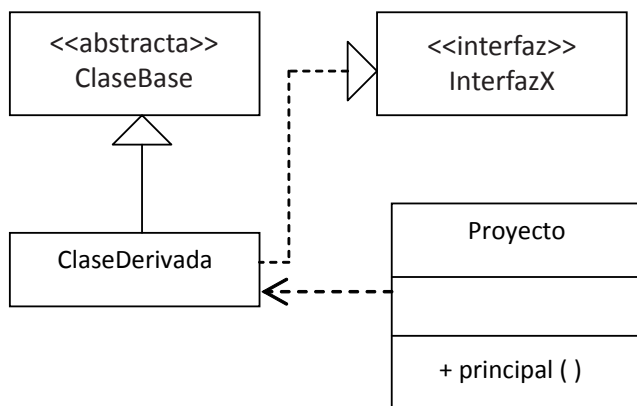 <<abstracta>>
ClaseBase
<<interfaz>>
InterfazX
ClaseDerivada
Proyecto
+ principal ( )